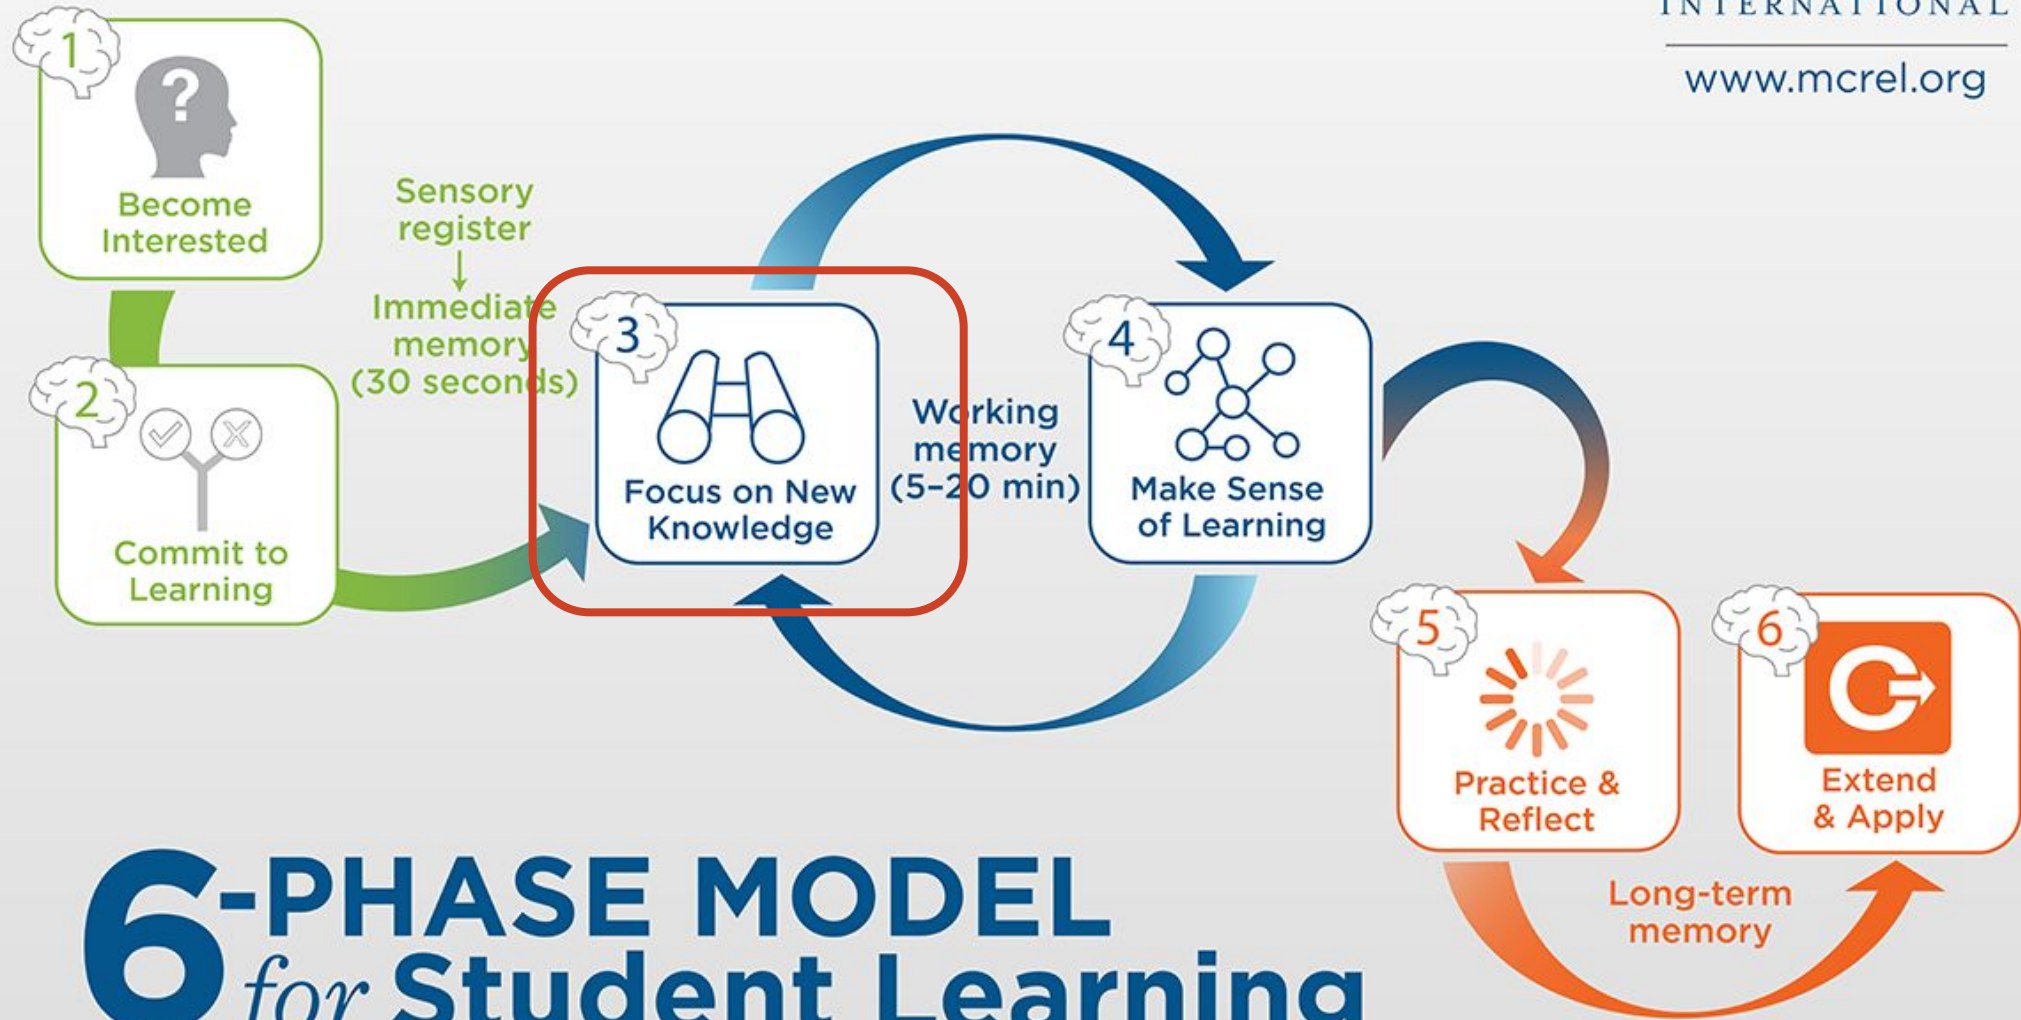 INTERNATIONAL
www.mcrel.org
1
?
Become
Interested
Sensory
register
Immediate
memory
(30 seconds)
2
Commit to
Learning
3
Focus on New
Knowledge
Working
memory
(5–20 min)
4
Make Sense
of Learning
5
Practice &
Reflect
6
Extend
& Apply
Long-term
memory
6-PHASE MODEL
for Student Learning